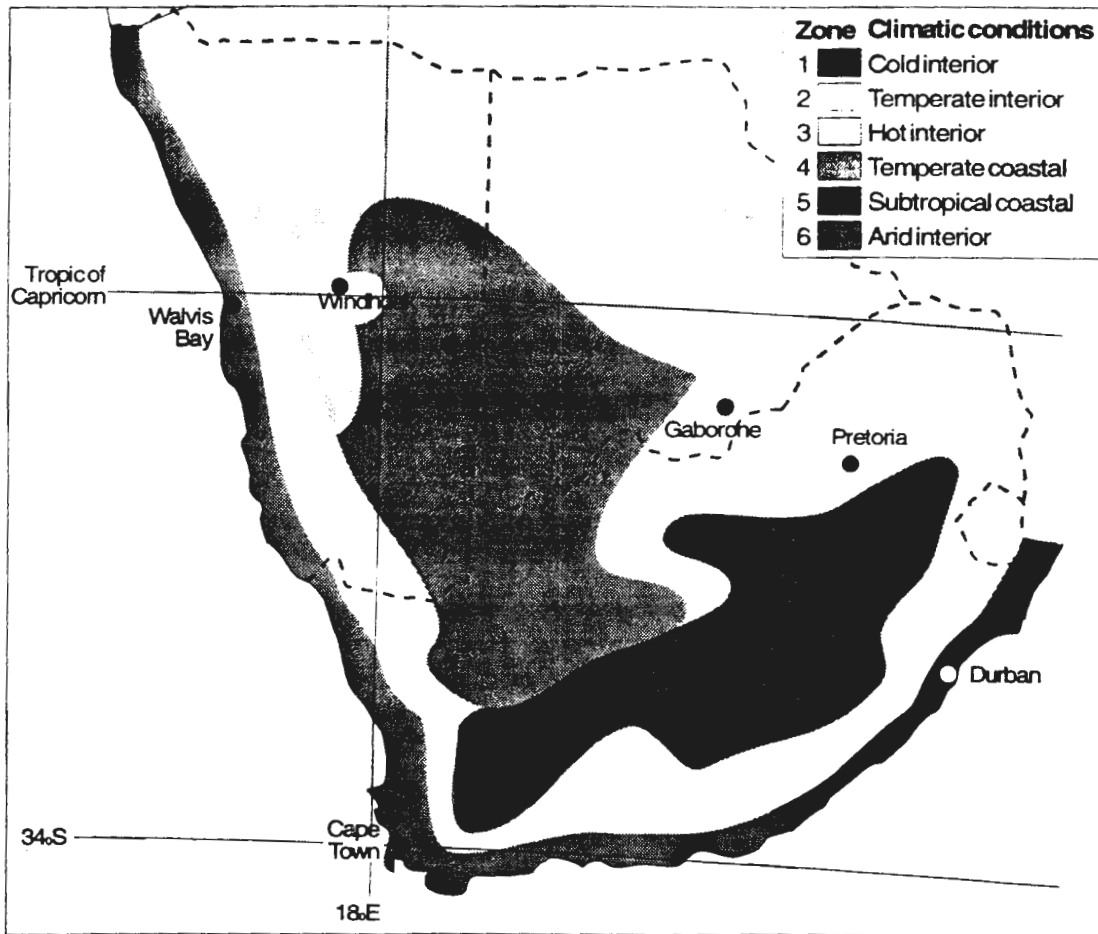 Zone Climatic conditions
1 Cold interior
2 Temperate interior
3 Hot interior
4 Temperate coastal
5 Subtropical coastal
6 Arid interior
Tropic of
Capricorn
Walvis
Bay
Gaborohe
Pretoria
Durban
34oS
Cape
Town
18oE